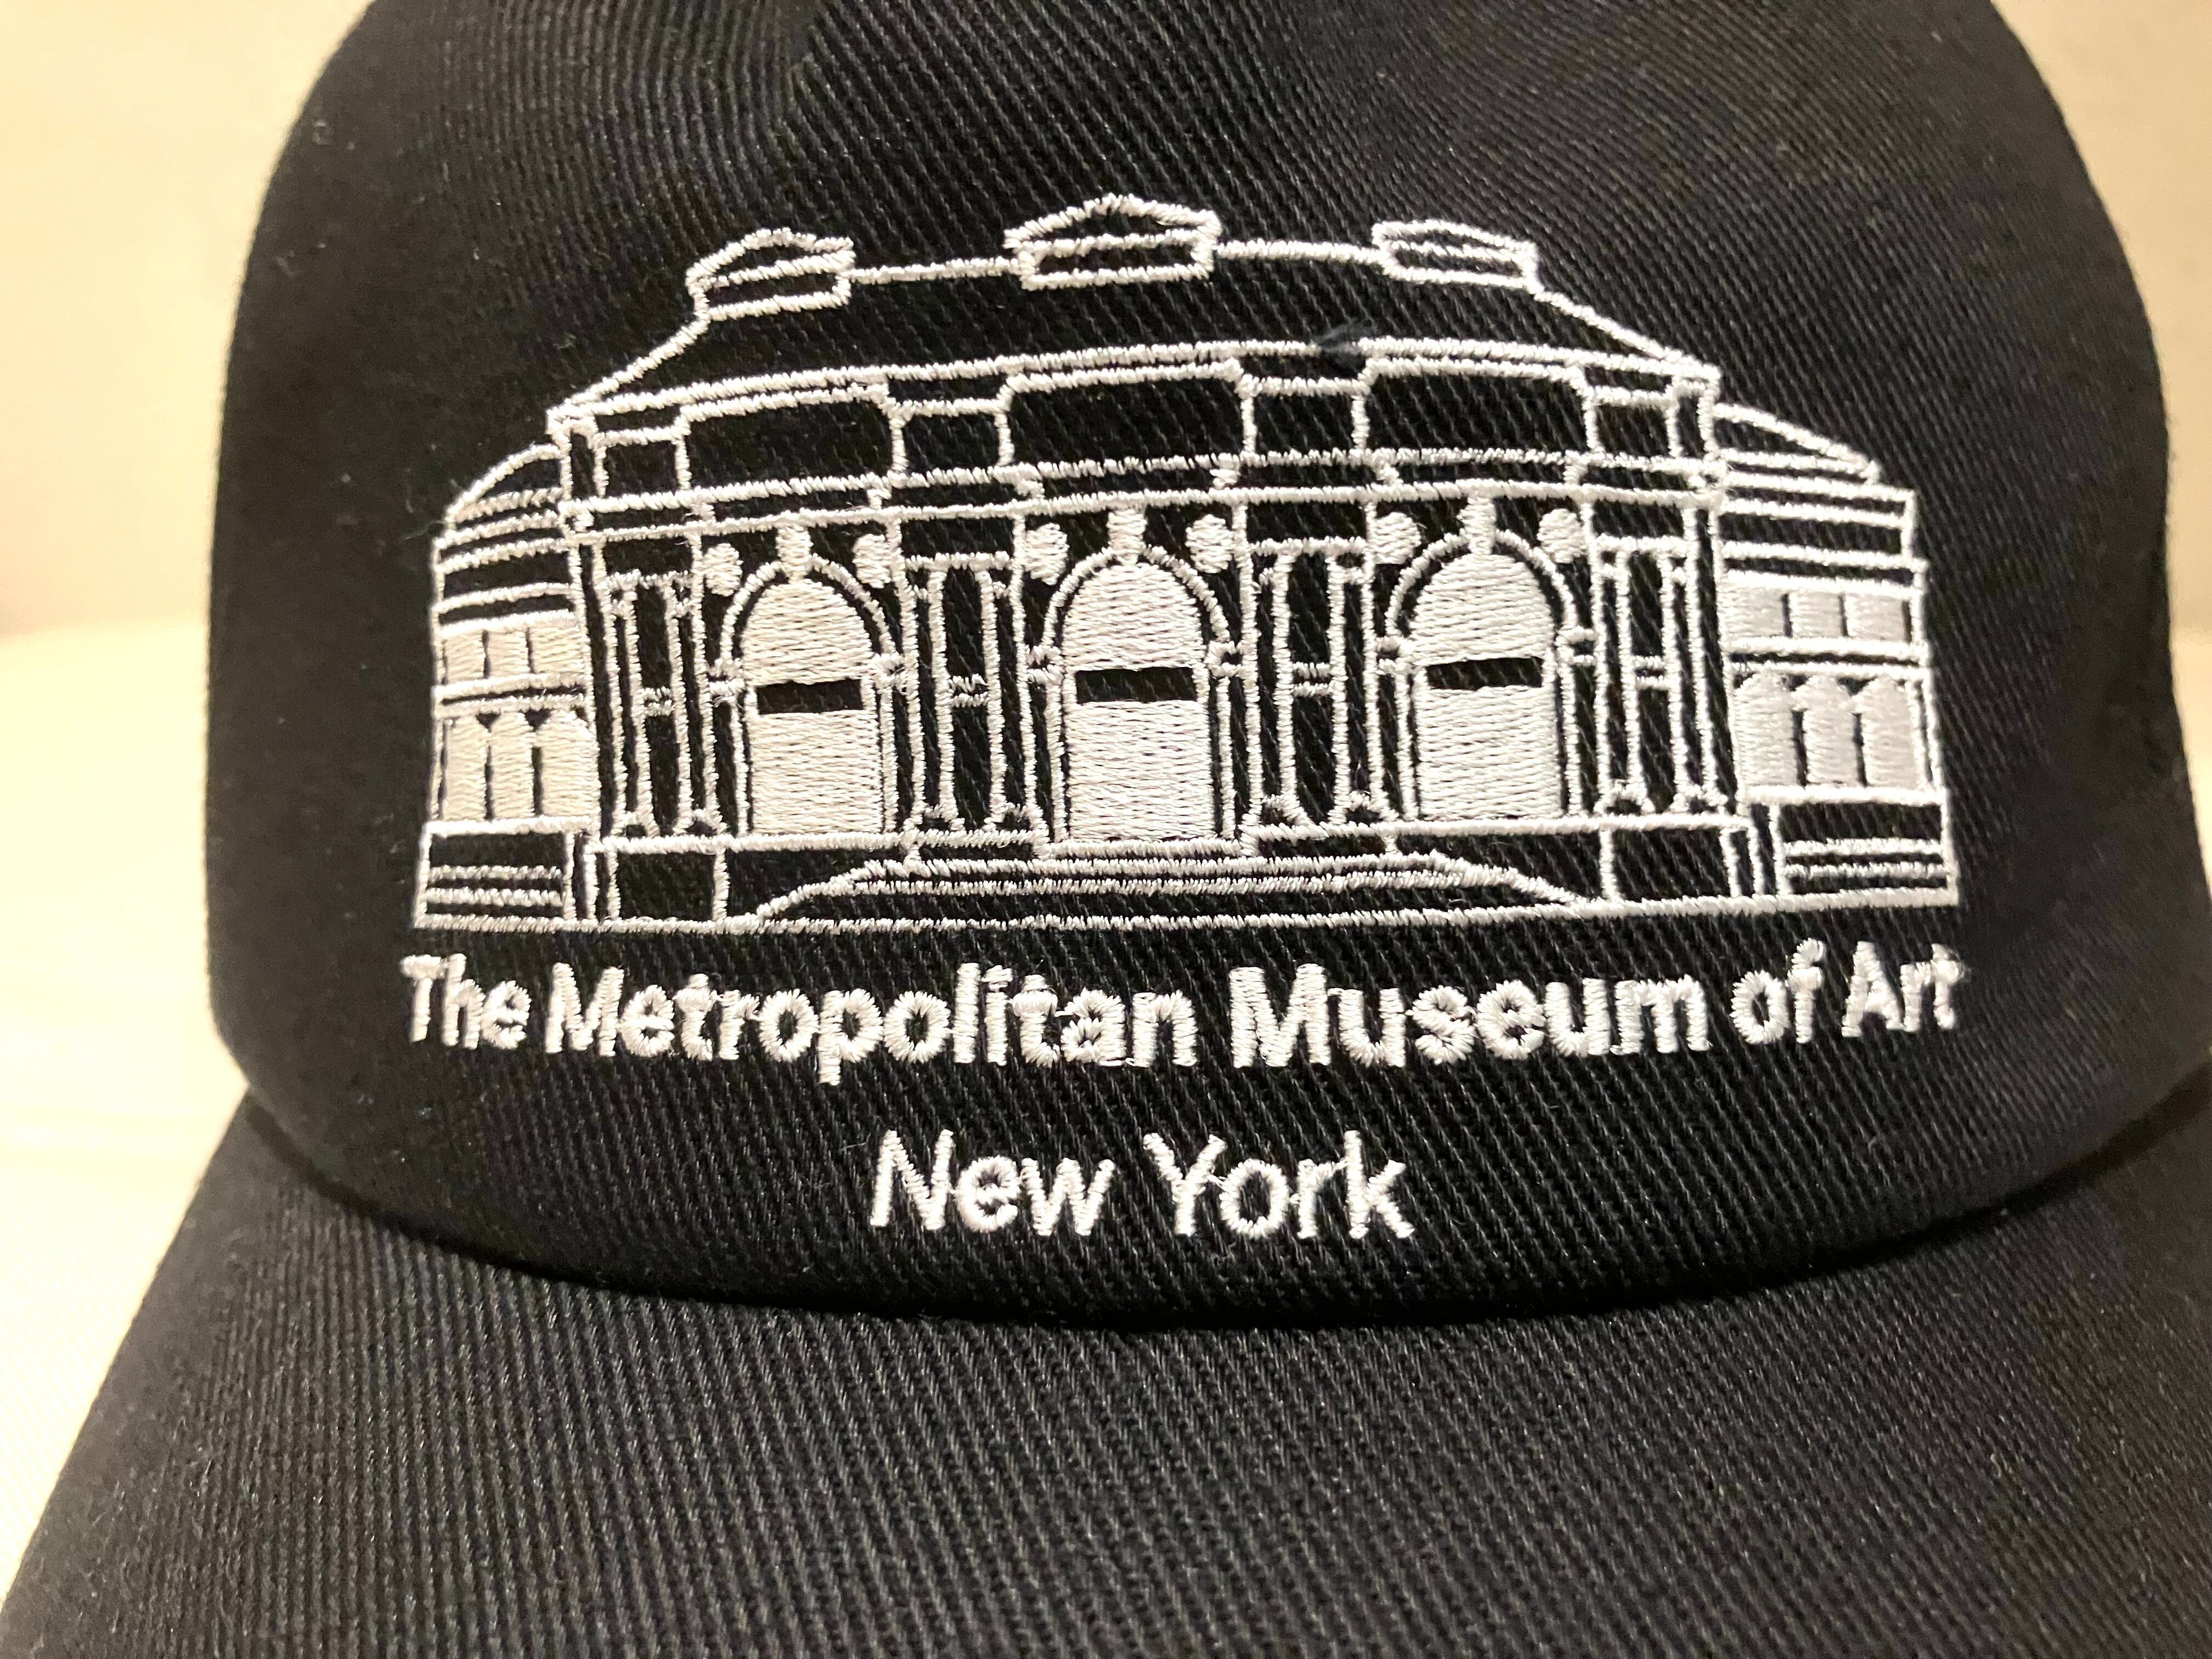 The Metropolitan Museum of Art
New York